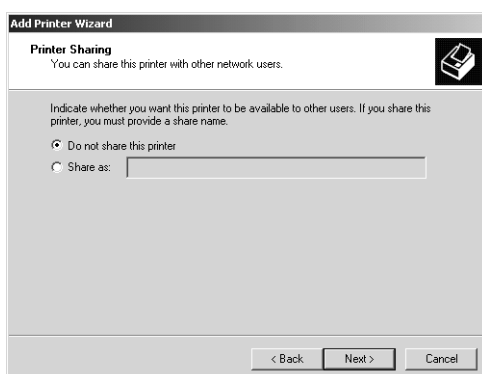 Add Printer Wizard
Printer Sharing
You can share this printer with other network users.
Indicate whether you want this printer to be available to other users. If you share this
printer, you must provide a share name.
Do not share this printer
Share as:
< Back Next > Cancel